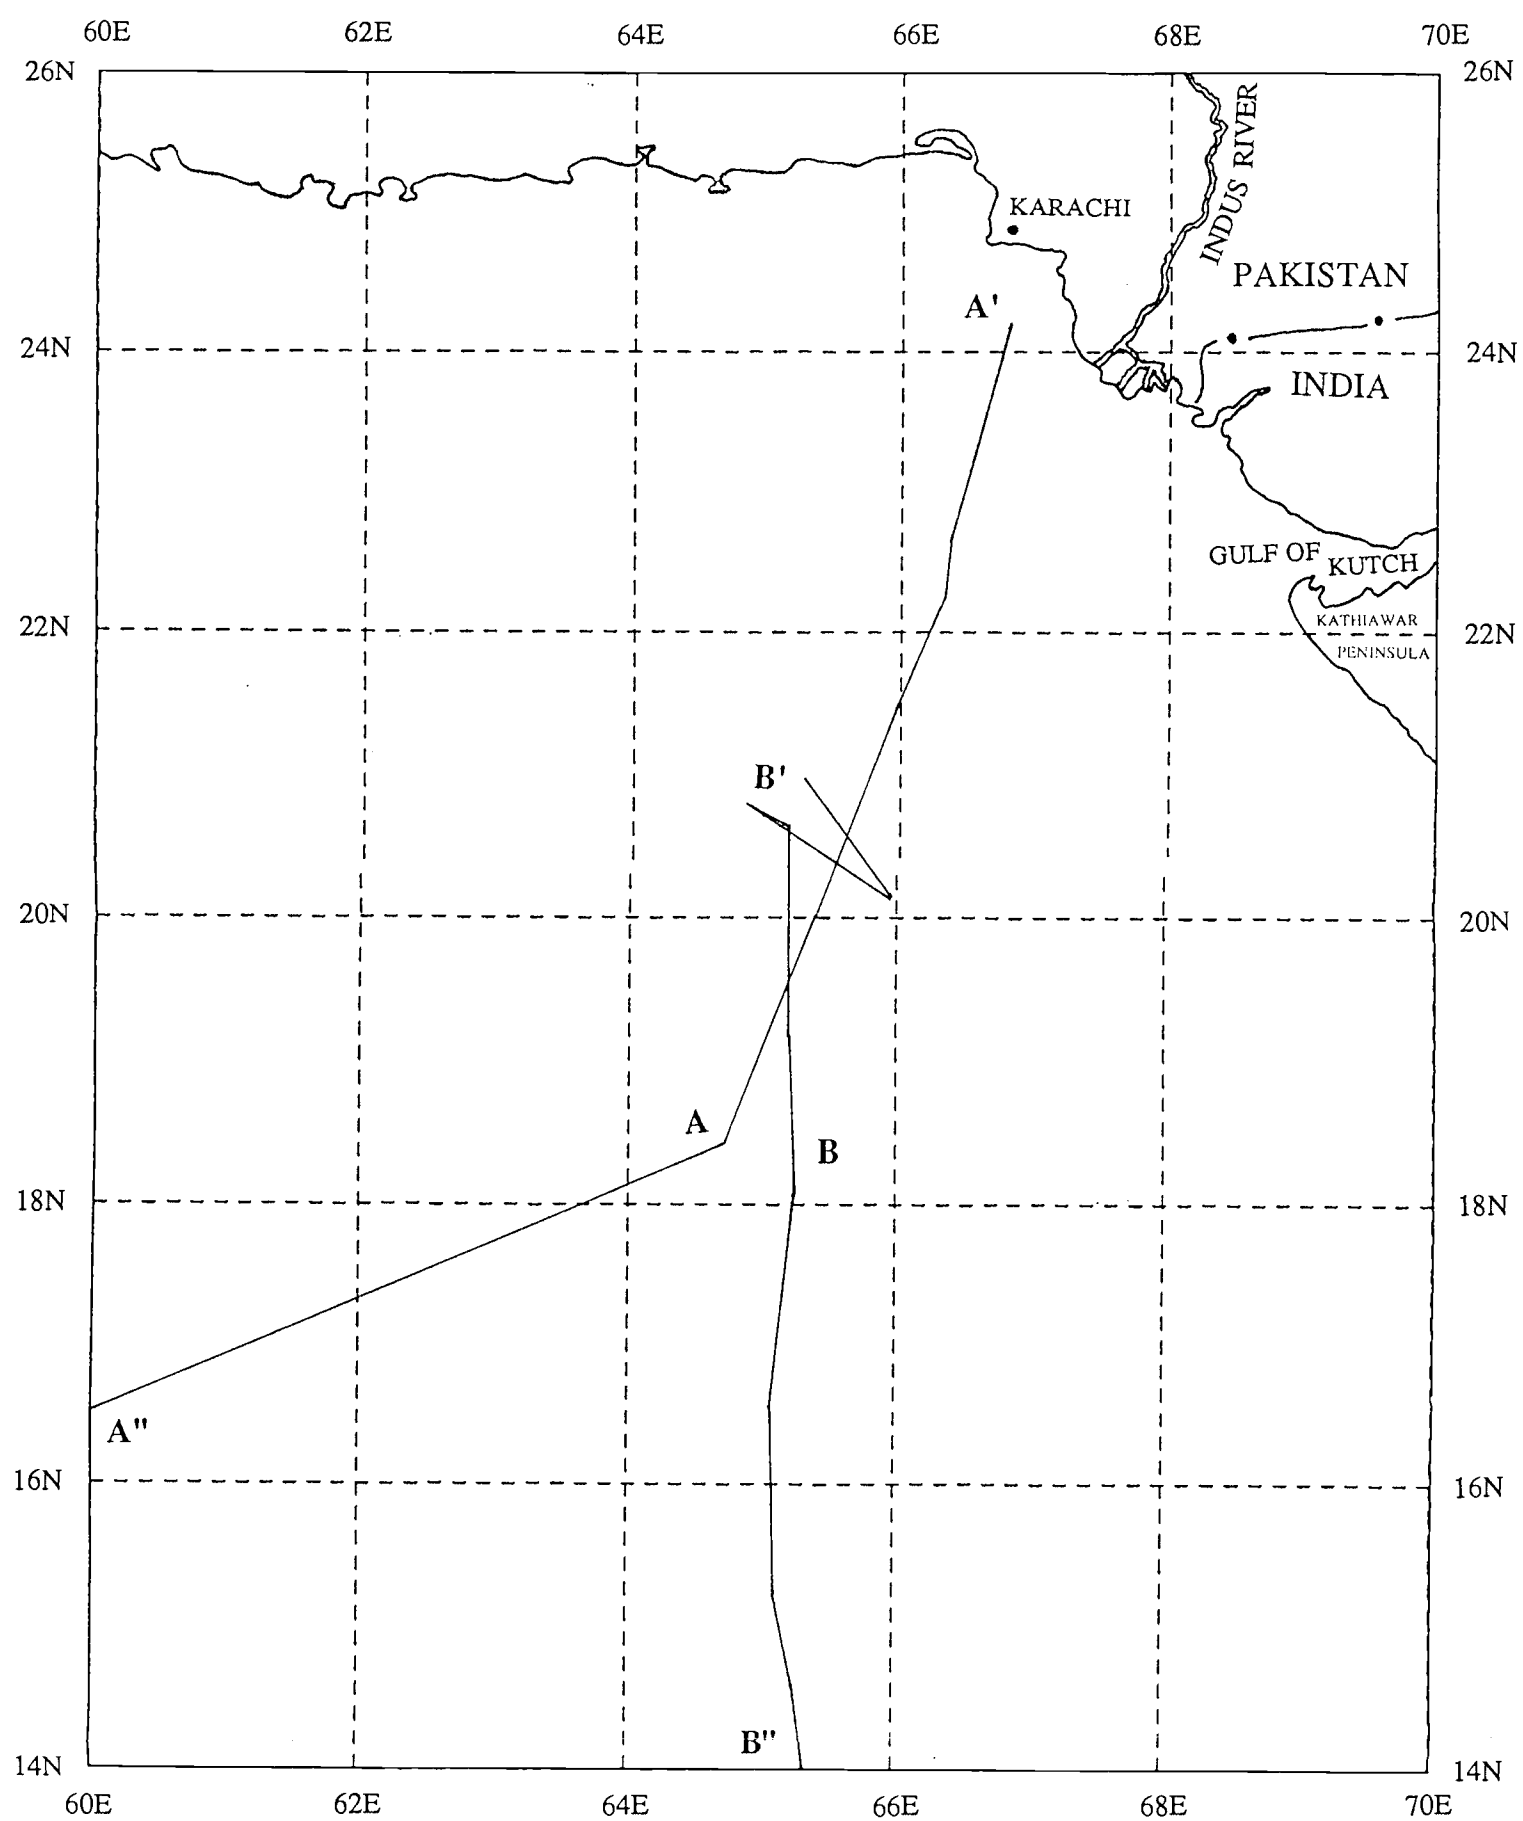 60E 62E 64E 66E 68E 70E
26N 26N
INDUS RIVER
KARACHI
PAKISTAN
A'
24N 24N
INDIA
GULF OF KUTCH
22N 22N
KATHIAWAR
PENINSULA
B'
20N 20N
A
B
18N 18N
A"
16N 16N
B"
14N 14N
60E 62E 64E 66E 68E 70E